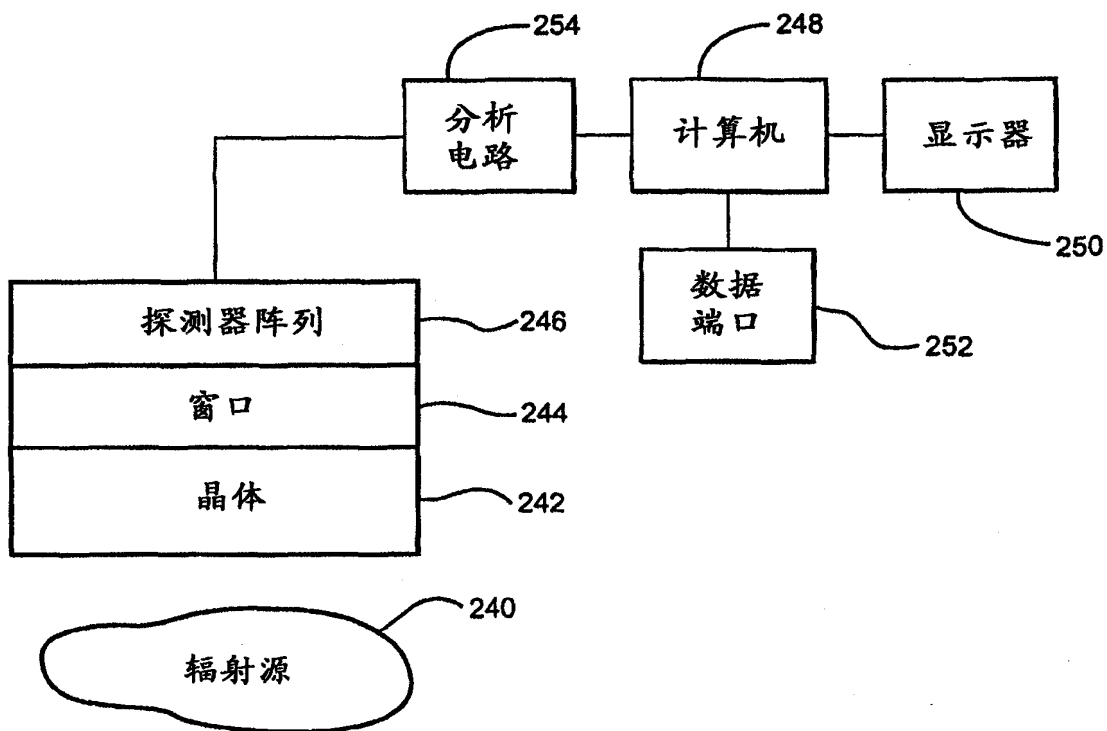 254
248
分析
电路
计算机
显示器
250
数据
端口
252
探测器阵列
246
窗口
244
晶体
242
240
辐射源